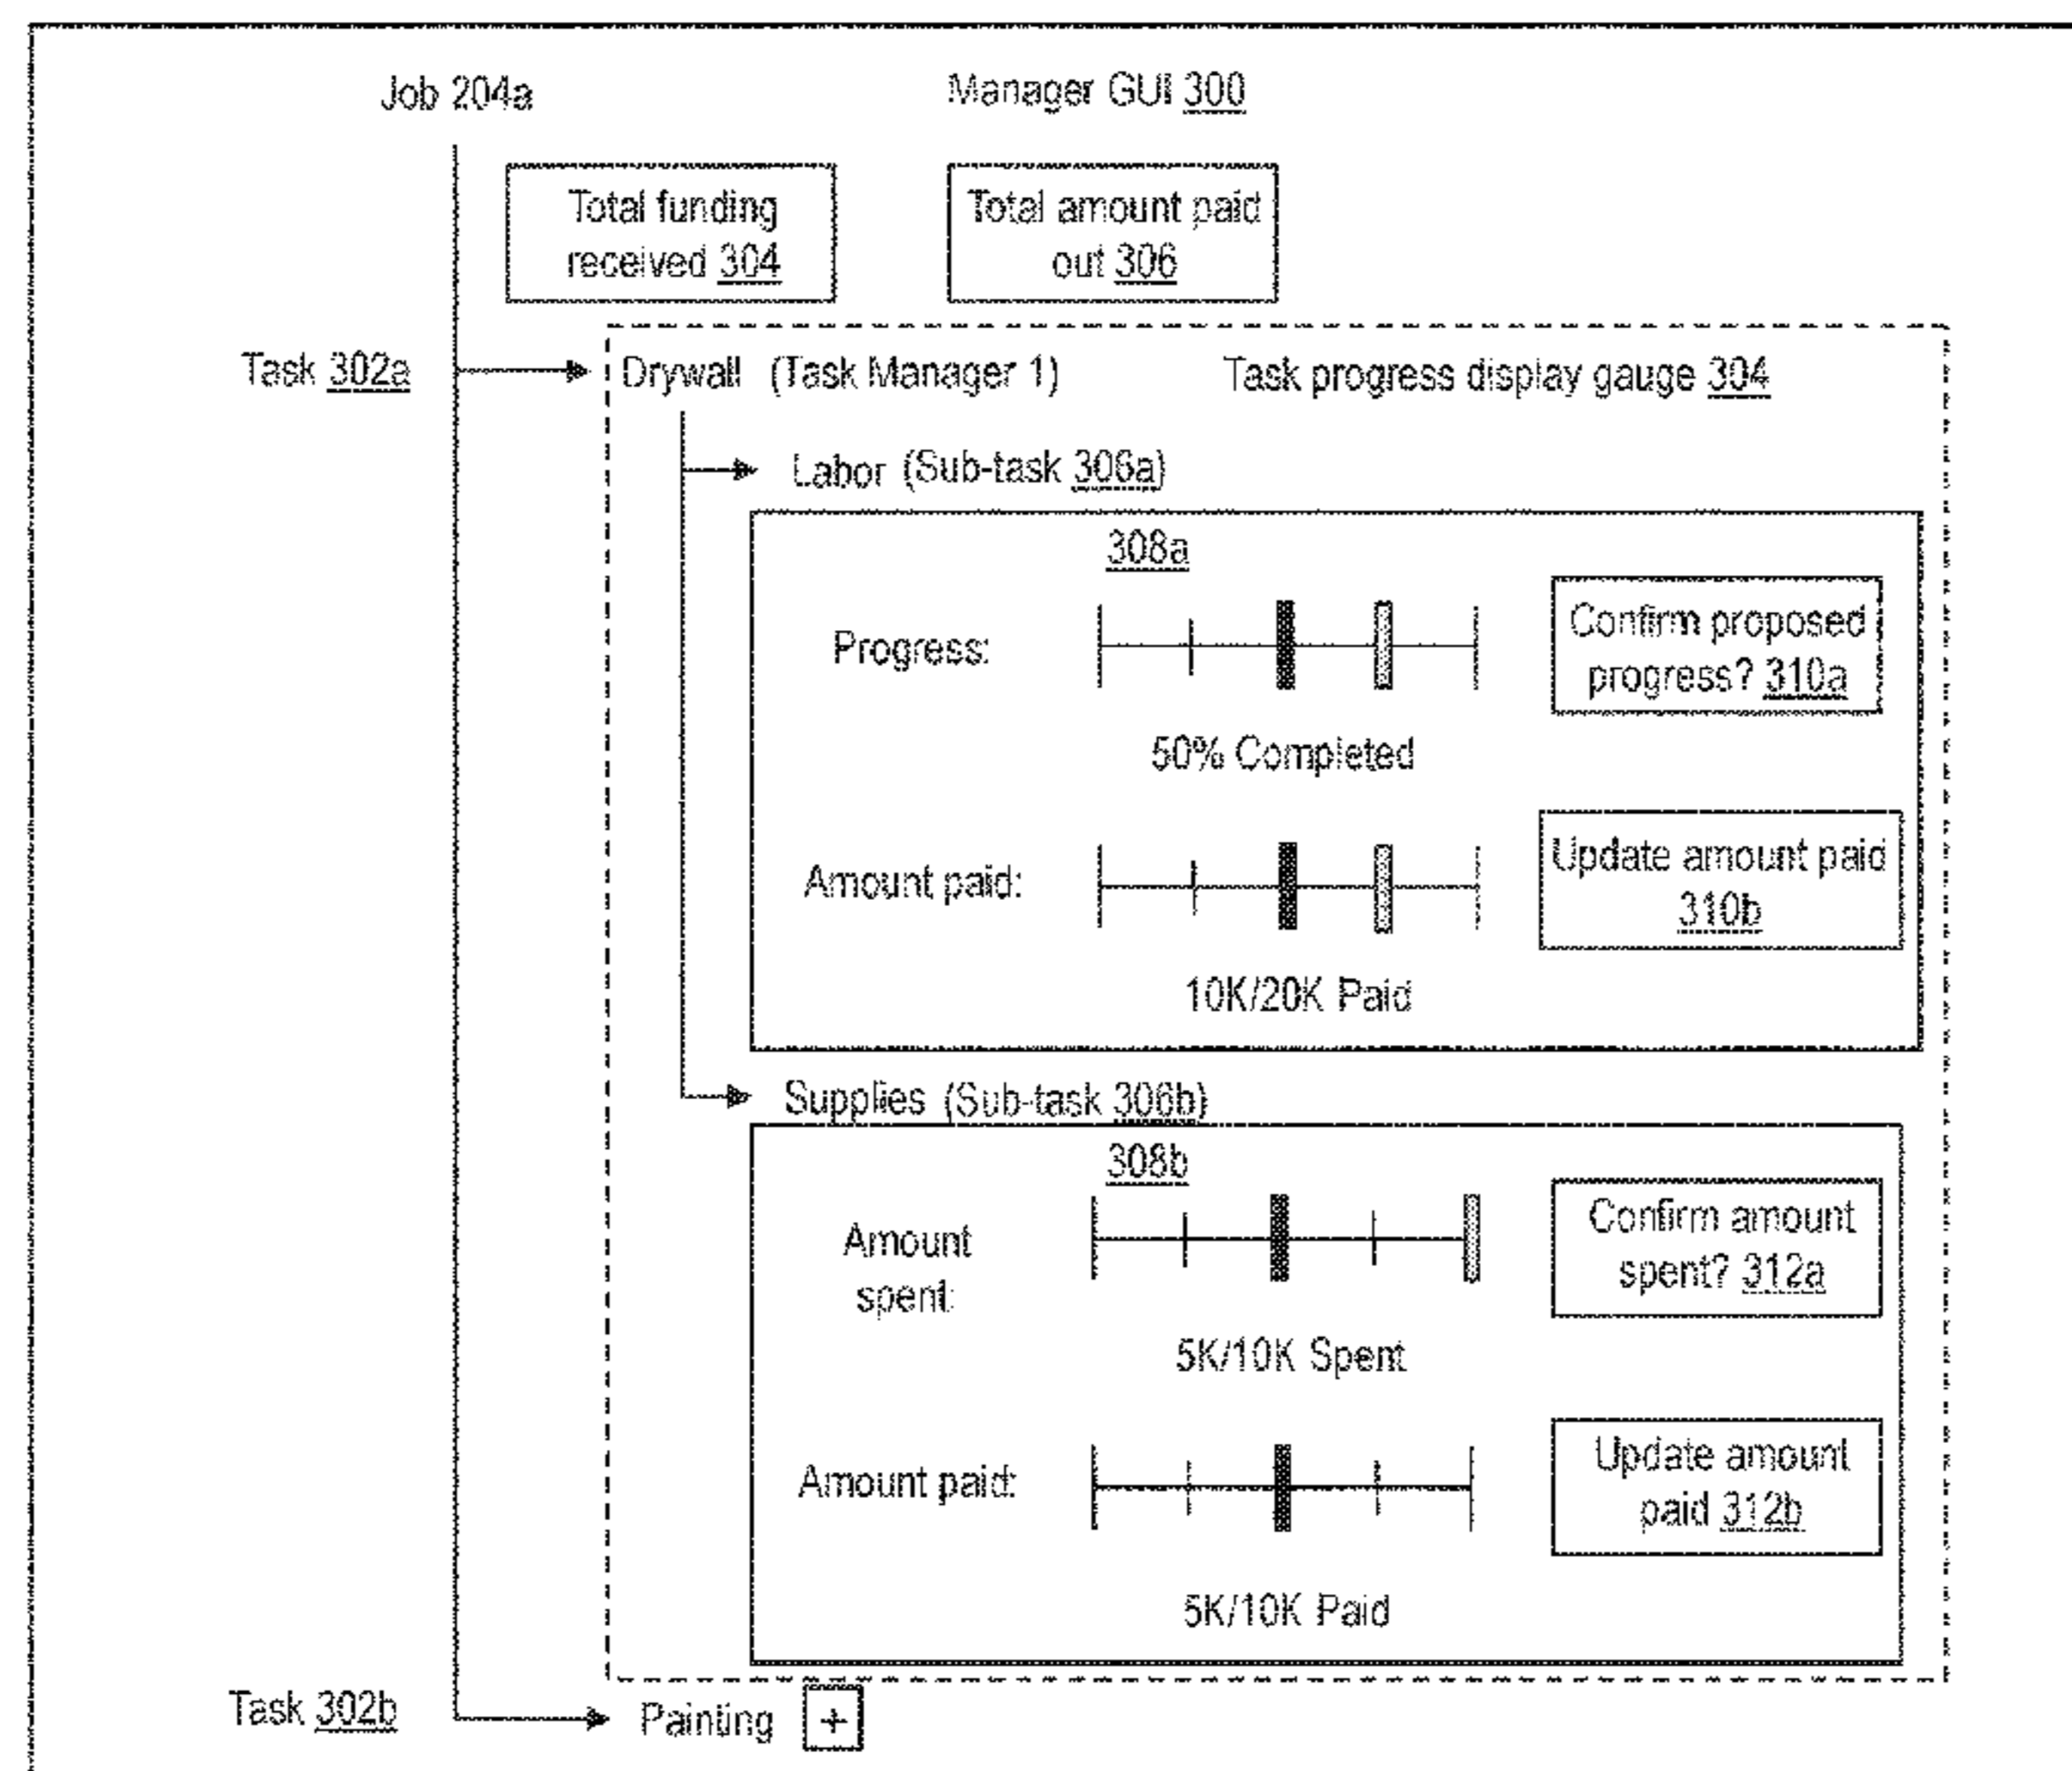 Job 204a
Manager GUI 300
Total funding
received 304
Total amount paid
out 306
Task 302a
Drywall (Task Manager 1)
Task progress display gauge 304
Labor (Sub-task 306a)
308a
Progress:
Confirm proposed
progress? 310a
50% Completed
Amount paid:
Update amount paid
310b
10K/20K Paid
Supplies (Sub-task 306b)
308b
Amount
spent:
Confirm amount
spent? 312a
5K/10K Spent
Amount paid:
Update amount
paid 312b
5K/10K Paid
Task 302b
Painting +